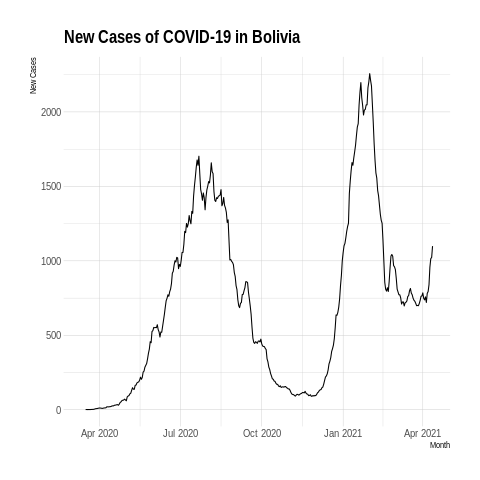 New Cases of COVID-19 in Bolivia
New Cases
2000
1500
1000
500
0
Apr 2020 Jul 2020 Oct 2020 Jan 2021 Apr 2021
Month